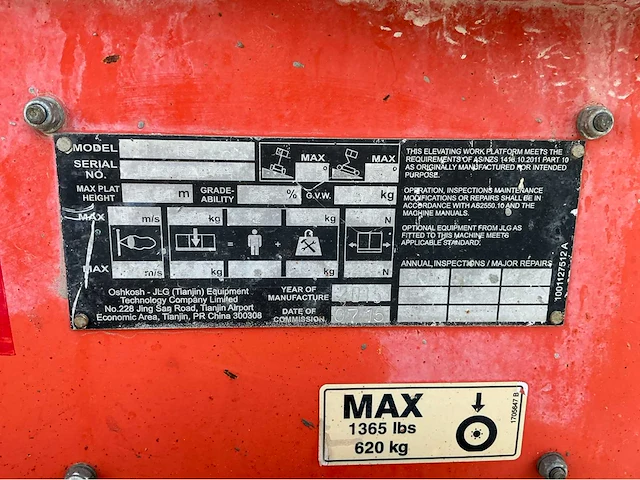 MODEL
SERIAL NO.
MAX
MAX
MAX PLAT HEIGHT
m
GRADE-ABILITY
%
G.V.W.
kg
MAX
m/s
kg
kg
N
=
+
MAX
m/s
kg
kg
N
Oshkosh - JLG (Tianjin) Equipment
Technology Company Limited
No.228 Jing San Road, Tianjin Airport
Economic Area, Tianjin, PR China 300308
YEAR OF MANUFACTURE
DATE OF COMMISSION
07.15
THIS ELEVATING WORK PLATFORM MEETS THE
REQUIREMENTS OF AS/NZS 1418.10.2011 PART 10
AS ORIGINALLY MANUFACTURED FOR INTENDED
PURPOSE.
OPERATION, INSPECTIONS MAINTENANCE
MODIFICATIONS OR REPAIRS SHALL BE IN
ACCORDANCE WITH AS2550.10 AND THE
MACHINE MANUALS.
OPTIONAL EQUIPMENT FROM JLG AS
FITTED TO THIS MACHINE MEETS
APPLICABLE STANDARD.
ANNUAL INSPECTIONS / MAJOR REPAIRS
1001127512 A
MAX
1365 lbs
620 kg
1705647 B